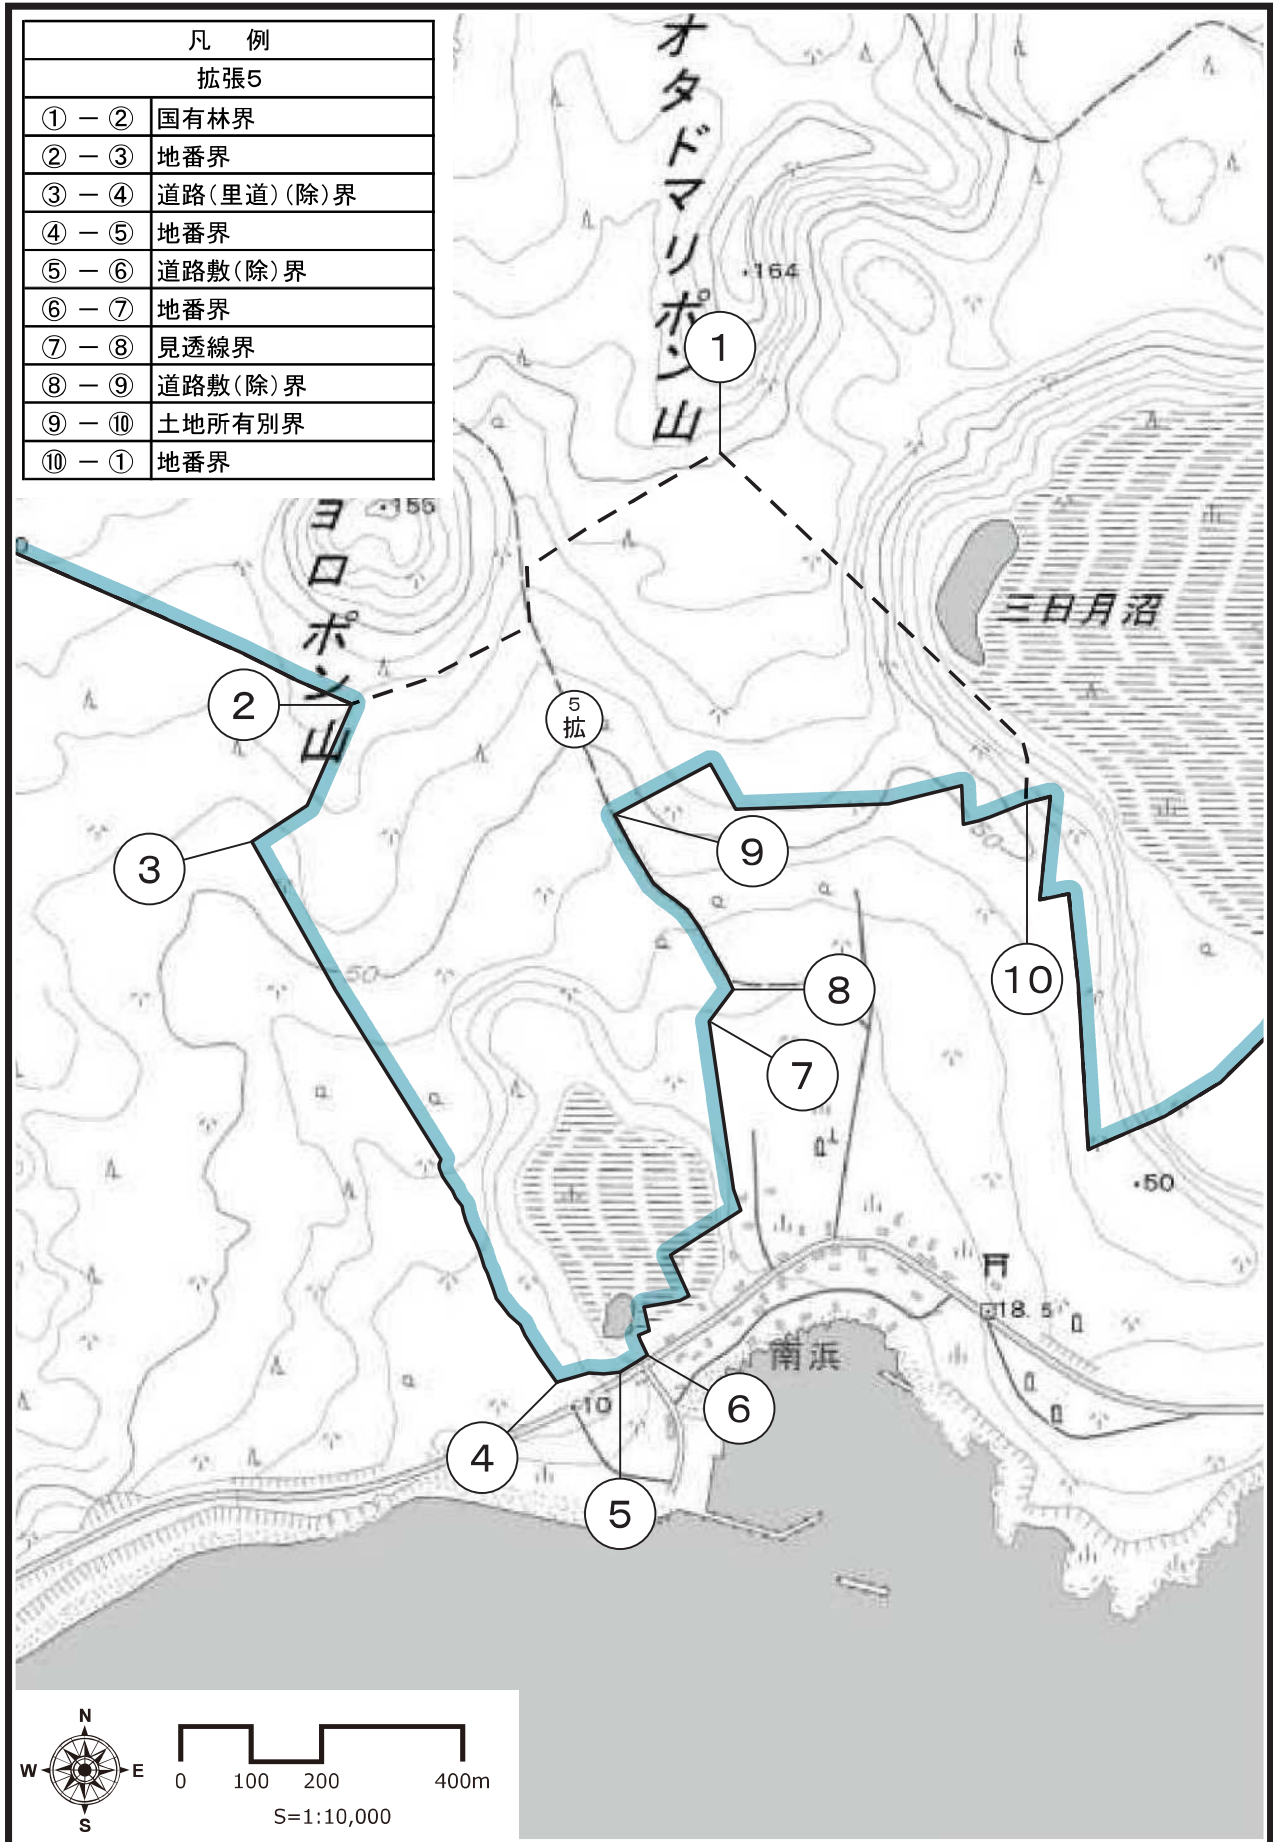 凡　例
拡張5
① － ② 国有林界
② － ③ 地番界
③ － ④ 道路(里道)(除)界
④ － ⑤ 地番界
⑤ － ⑥ 道路敷(除)界
⑥ － ⑦ 地番界
⑦ － ⑧ 見透線界
⑧ － ⑨ 道路敷(除)界
⑨ － ⑩ 土地所有別界
⑩ － ① 地番界
オタドマリポン山
164
1
155
ヨロポン山
三日月沼
2
5
拡
3
9
50
50
8
10
7
50
18.5
南浜
10
6
4
5
N
W E
S
0 100 200 400m
S=1:10,000